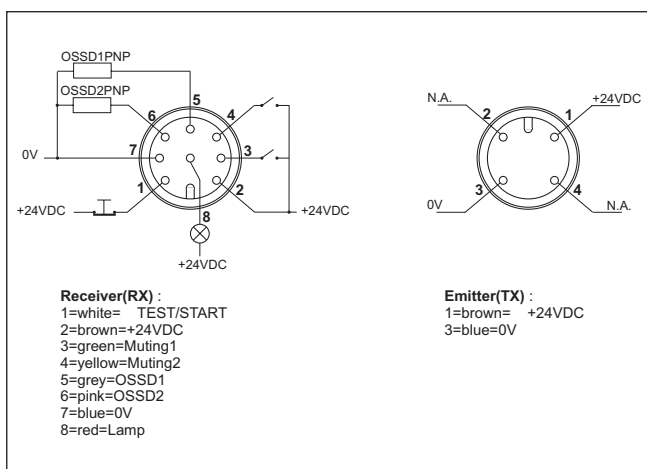 OSSD1PNP
OSSD2PNP
5
6
4
0V
7
3
1
2
+24VDC
+24VDC
8
+24VDC
N.A.
+24VDC
2
1
3
4
0V
N.A.
Receiver(RX) :
1=white= TEST/START
2=brown=+24VDC
3=green=Muting1
4=yellow=Muting2
5=grey=OSSD1
6=pink=OSSD2
7=blue=0V
8=red=Lamp
Emitter(TX) :
1=brown= +24VDC
3=blue=0V